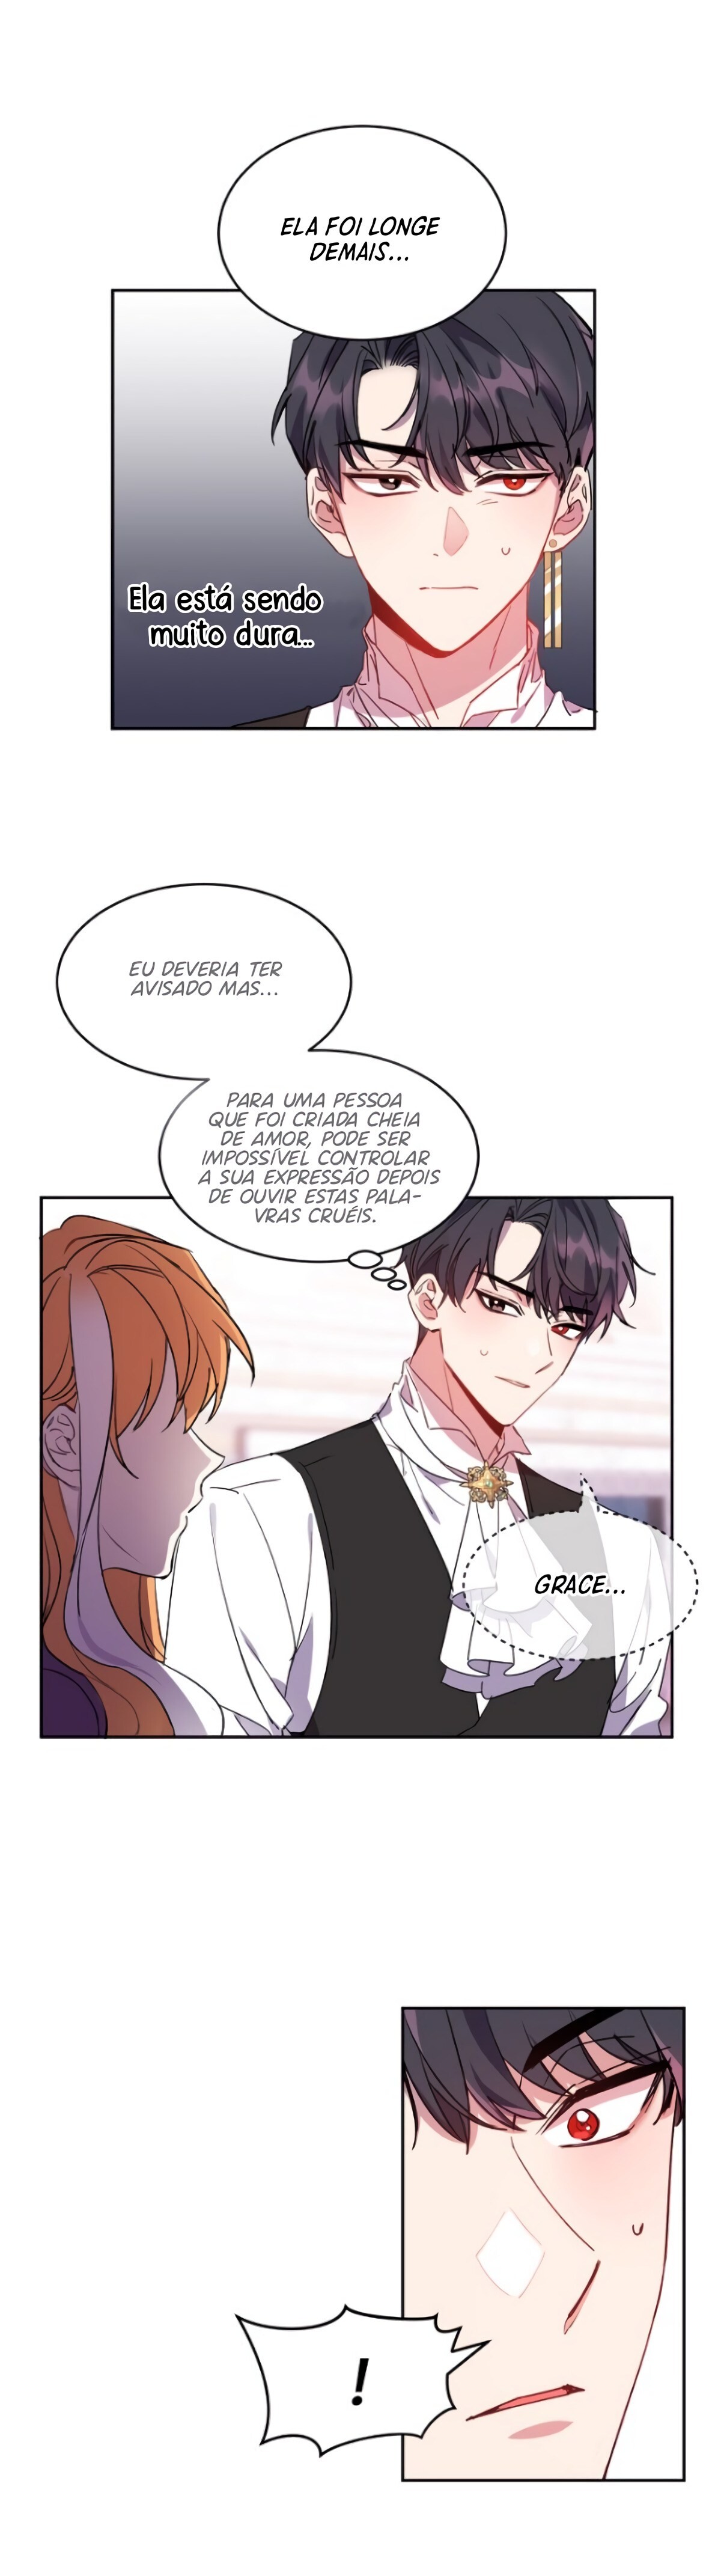 ELA FOI LONGE
DEMAIS...
Ela está sendo
muito dura...
EU DEVERIA TER
AVISADO MAS...
PARA UMA PESSOA
QUE FOI CRIADA CHEIA
DE AMOR, PODE SER
IMPOSSÍVEL CONTROLAR
A SUA EXPRESSÃO DEPOIS
DE OUVIR ESTAS PALA-
VRAS CRUÉIS.
GRACE...
!